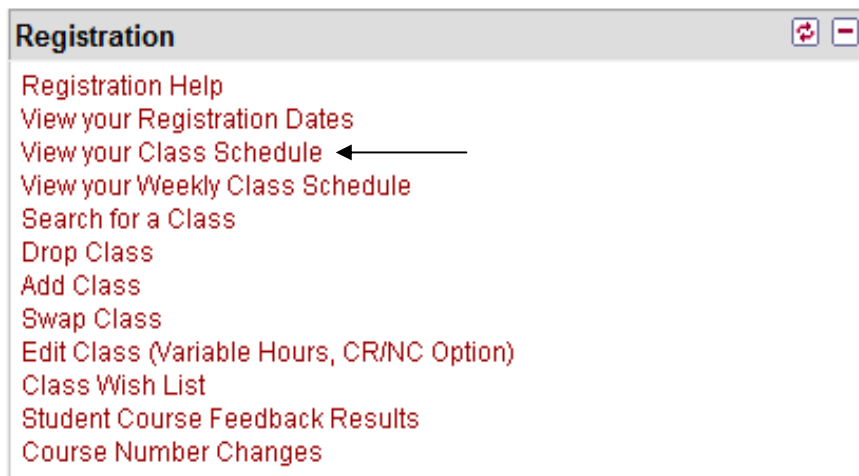 Registration
Registration Help
View your Registration Dates
View your Class Schedule
View your Weekly Class Schedule
Search for a Class
Drop Class
Add Class
Swap Class
Edit Class (Variable Hours, CR/NC Option)
Class Wish List
Student Course Feedback Results
Course Number Changes